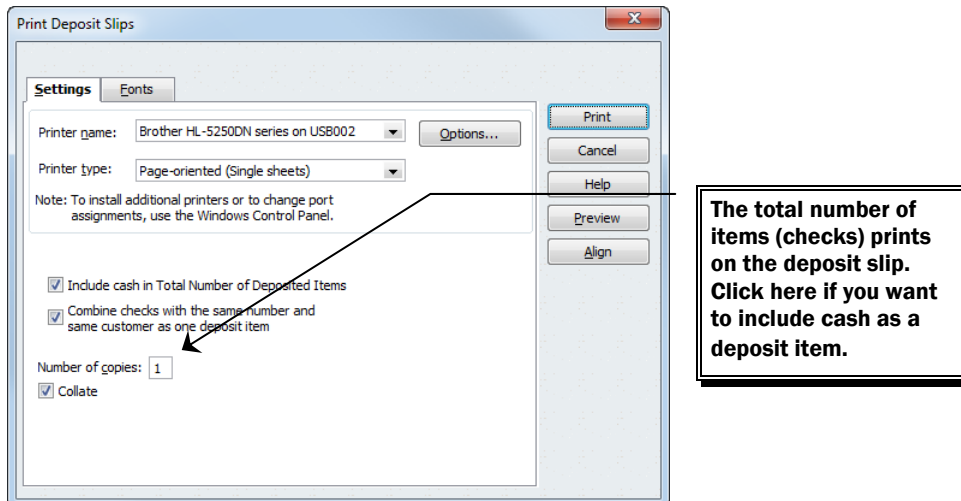 Print Deposit Slips
x
Settings
Fonts
Printer name:
Brother HL-5250DN series on USB002
Options...
Printer type:
Page-oriented (Single sheets)
Note: To install additional printers or to change port
assignments, use the Windows Control Panel.
Include cash in Total Number of Deposited Items
Combine checks with the same number and
same customer as one deposit item
Number of copies: 1
Collate
Print
Cancel
Help
Preview
Align
The total number of
items (checks) prints
on the deposit slip.
Click here if you want
to include cash as a
deposit item.